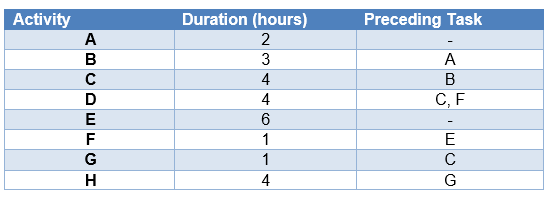 Activity Duration (hours) Preceding Task
A 2 -
B 3 A
C 4 B
D 4 C, F
E 6 -
F 1 E
G 1 C
H 4 G